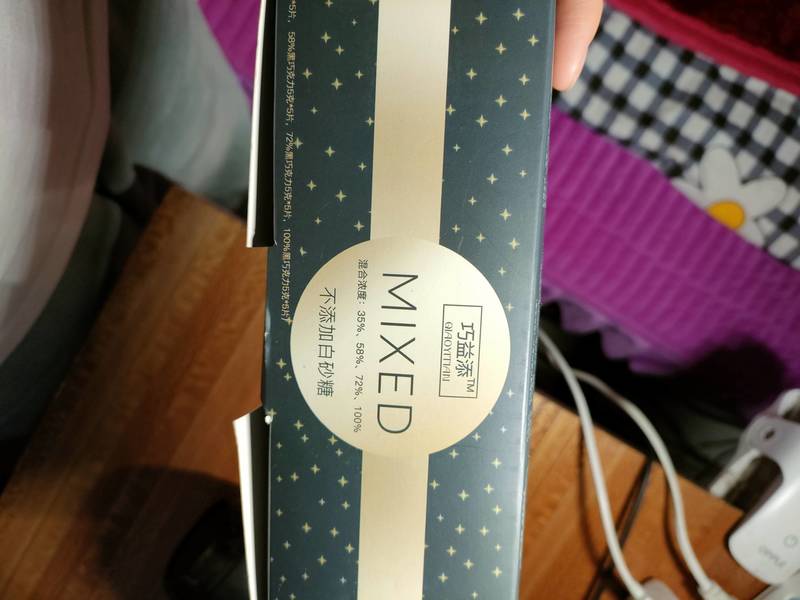 巧益添™
QIAOYITIAN
MIXED
混合浓度：35%、58%、72%、100%
不添加白砂糖
*5片， 58%黑巧克力5克*5片， 72%黑巧克力5克*5片， 100%黑巧克力5克*5片)